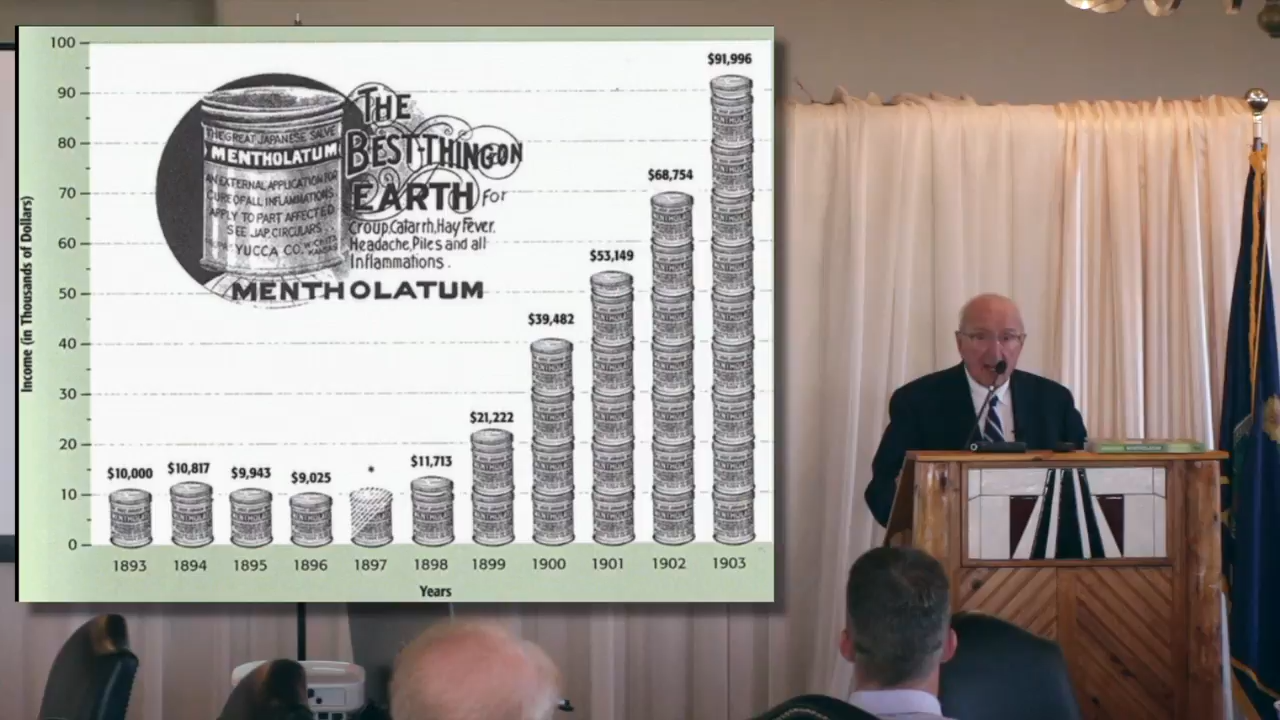 100
90
80
70
60
50
40
30
20
10
0
Income (in Thousands of Dollars)
THE GREAT JAPANESE SALVE
MENTHOLATUM
AN EXTERNAL APPLICATION FOR
CURE OF ALL INFLAMMATIONS
APPLY TO PART AFFECTED
SEE JAP. CIRCULARS
YUCCA CO.
THE
BEST THING ON
EARTH for
Croup, Catarrh, Hay Fever,
Headache, Piles and all
Inflammations.
MENTHOLATUM
$10,000
$10,817
$9,943
$9,025
*
$11,713
$21,222
$39,482
$53,149
$68,754
$91,996
1893
1894
1895
1896
1897
1898
1899
1900
1901
1902
1903
Years